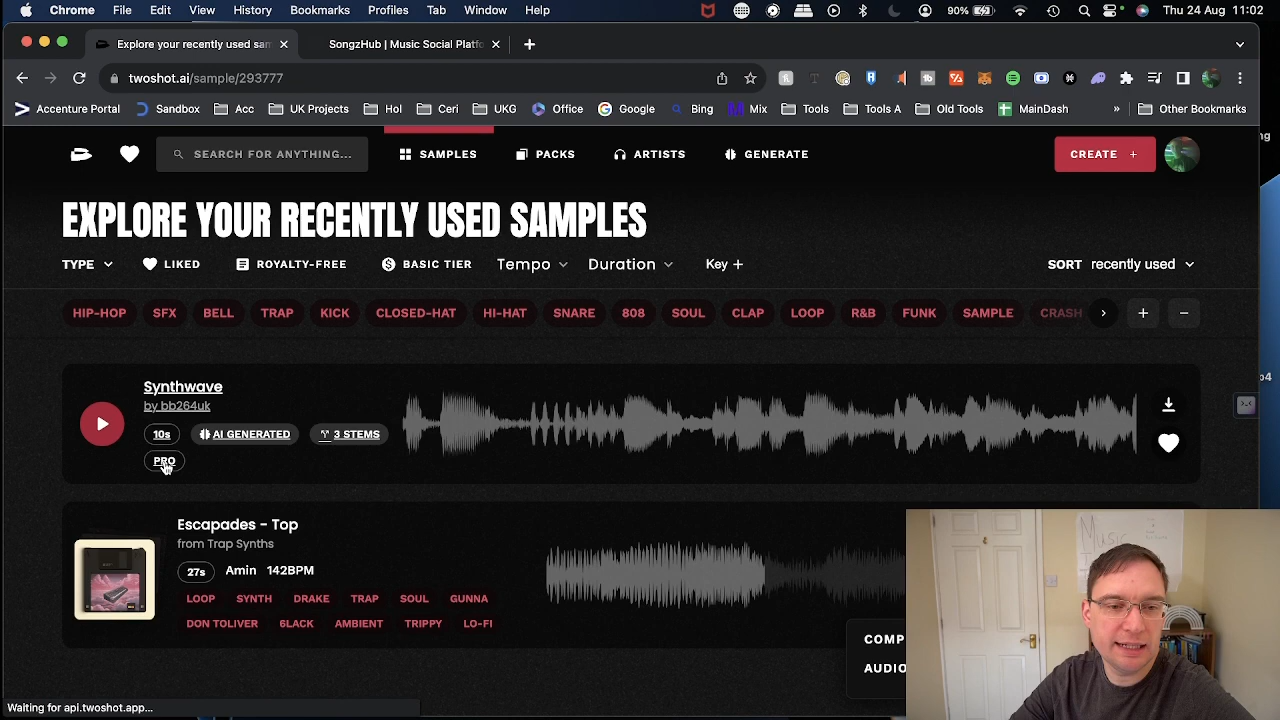 Chrome File Edit View History Bookmarks Profiles Tab Window Help 90% Thu 24 Aug 11:02
Explore your recently used sam SongzHub | Music Social Platfo
twoshot.ai/sample/293777
Accenture Portal Sandbox Acc UK Projects Hol Ceri UKG Office Google Bing Mix Tools Tools A Old Tools MainDash » Other Bookmarks
SEARCH FOR ANYTHING... SAMPLES PACKS ARTISTS GENERATE CREATE +
EXPLORE YOUR RECENTLY USED SAMPLES
TYPE LIKED ROYALTY-FREE BASIC TIER Tempo Duration Key + SORT recently used
HIP-HOP SFX BELL TRAP KICK CLOSED-HAT HI-HAT SNARE 808 SOUL CLAP LOOP R&B FUNK SAMPLE CRASH + −
Synthwave
by bb264uk
10s AI GENERATED 3 STEMS
PRO
Escapades - Top
from Trap Synths
27s Amin 142BPM
LOOP SYNTH DRAKE TRAP SOUL GUNNA
DON TOLIVER 6LACK AMBIENT TRIPPY LO-FI
COMP
AUDIO
Waiting for api.twoshot.app...
Music